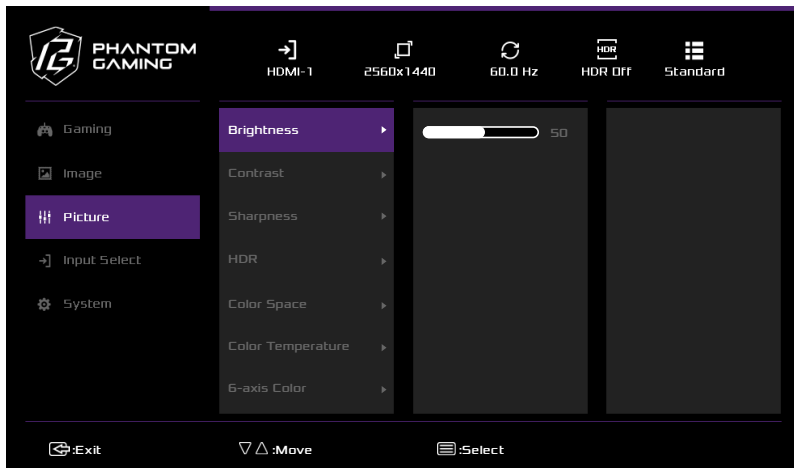 PHANTOM
GAMING
HDMI-1
2560x1440
60.0 Hz
HDR
HDR Off
Standard
Gaming
Image
Picture
Input Select
System
Brightness
Contrast
Sharpness
HDR
Color Space
Color Temperature
6-axis Color
50
:Exit
:Move
:Select